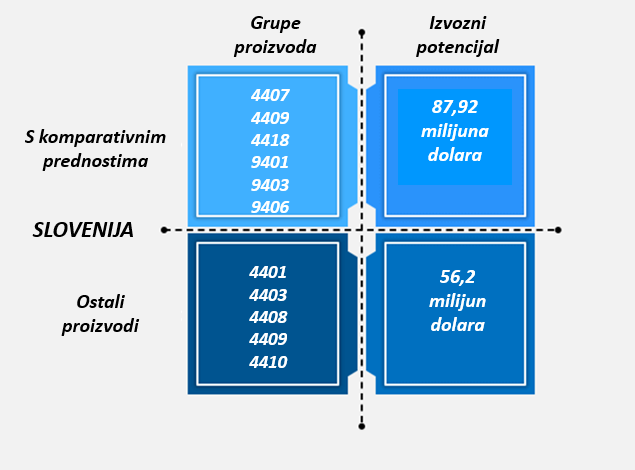 Grupe
proizvoda
Izvozni
potencijal
S komparativnim
prednostima
4407
4409
4418
9401
9403
9406
87,92
milijuna
dolara
SLOVENIJA
Ostali
proizvodi
4401
4403
4408
4409
4410
56,2
milijun
dolara